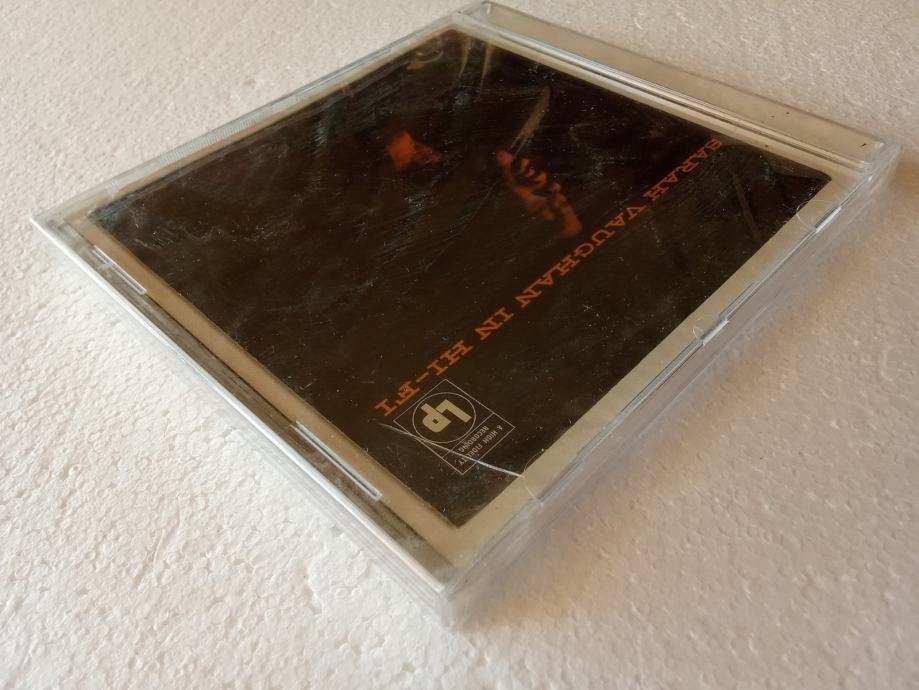 SARAH VAUGHAN IN HI-FI
LP
A HIGH FIDELITY
RECORDING